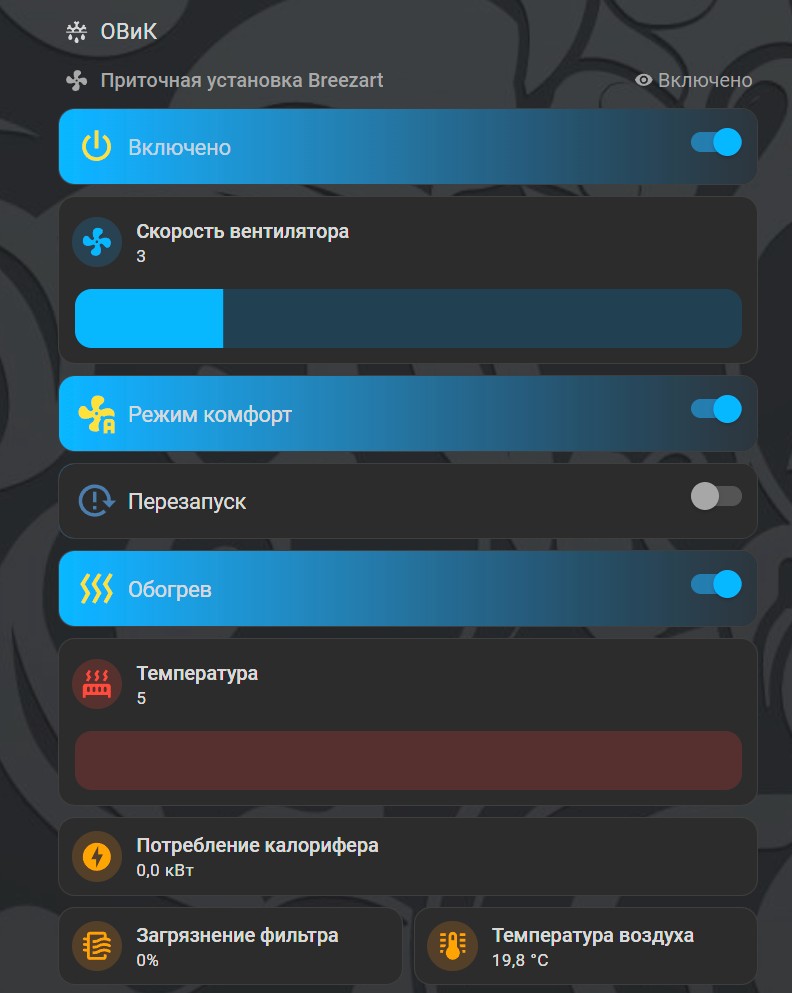 ОВиК
Приточная установка Breezart
Включено
Включено
Скорость вентилятора
3
Режим комфорт
Перезапуск
Обогрев
Температура
5
Потребление калорифера
0,0 кВт
Загрязнение фильтра
0%
Температура воздуха
19,8 °C